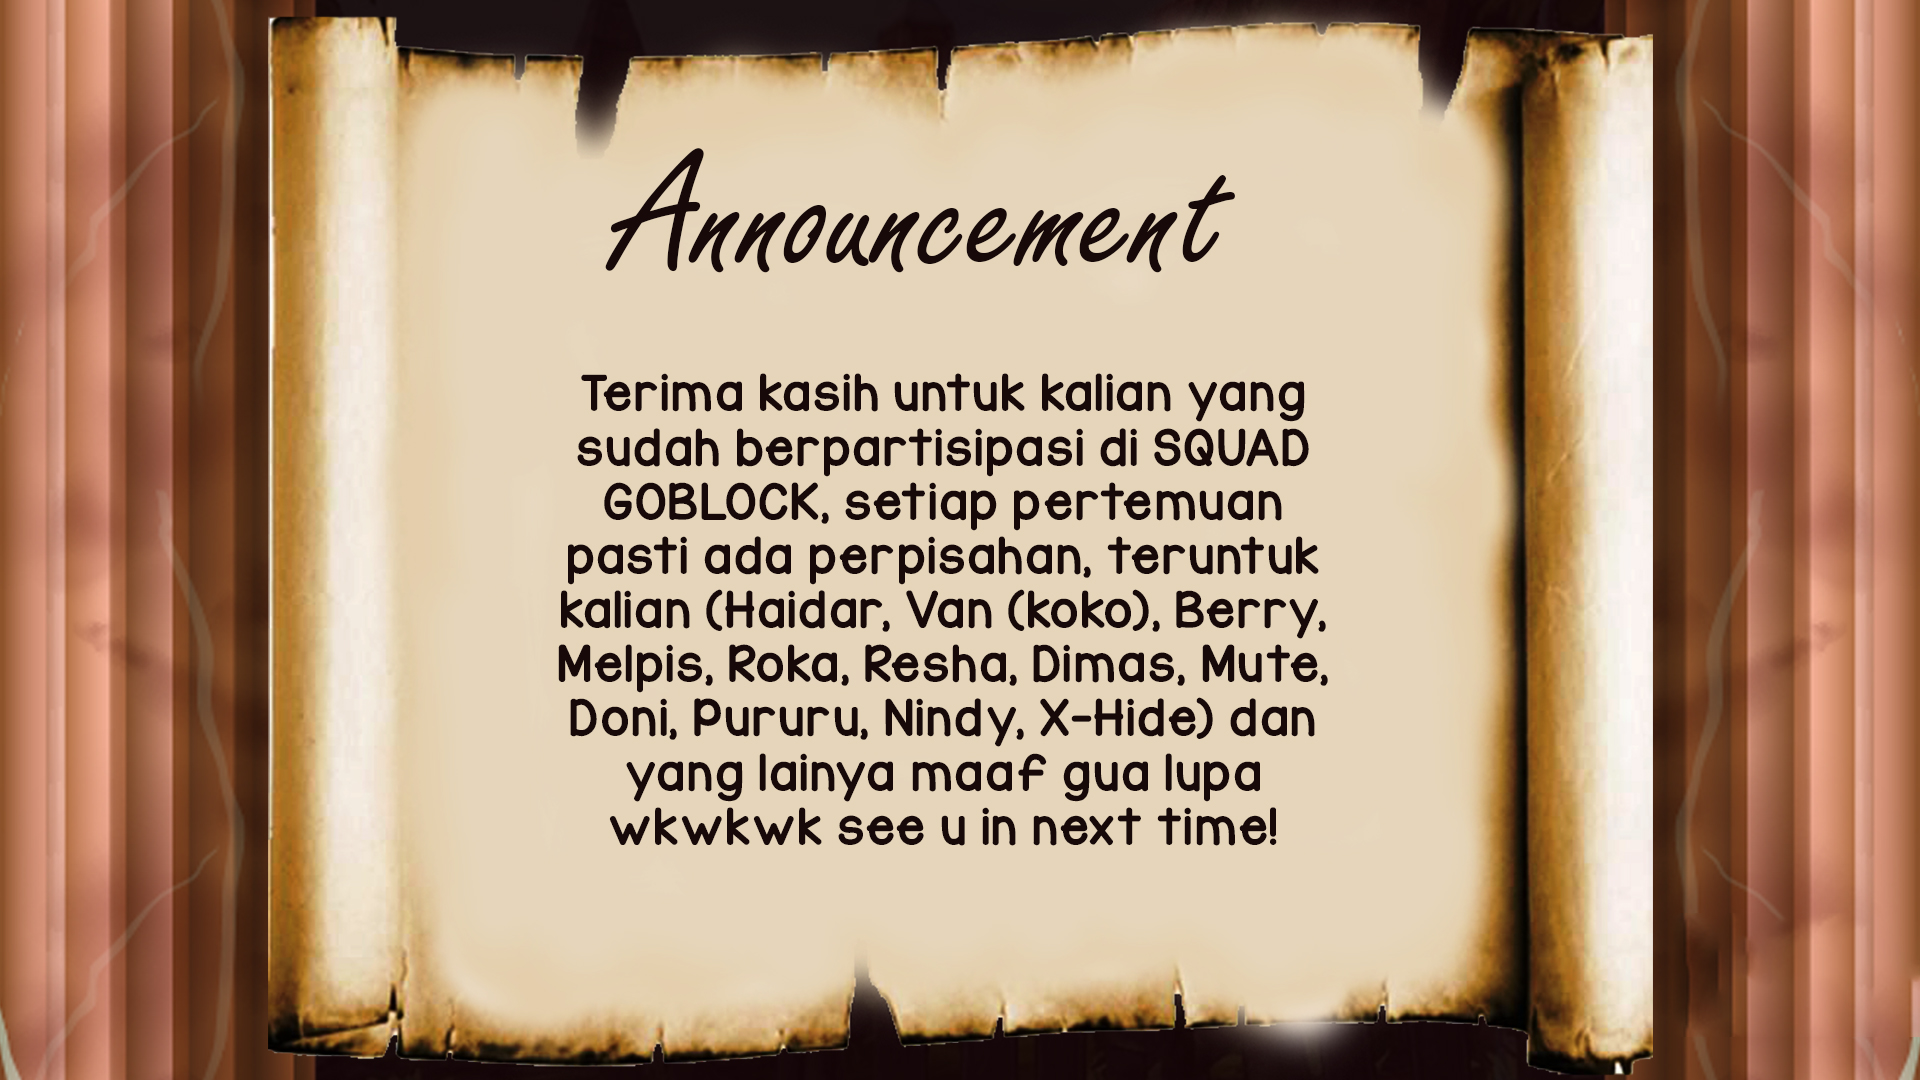 Announcement
Terima kasih untuk kalian yang
sudah berpartisipasi di SQUAD
GOBLOCK, setiap pertemuan
pasti ada perpisahan, teruntuk
kalian (Haidar, Van (koko), Berry,
Melpis, Roka, Resha, Dimas, Mute,
Doni, Pururu, Nindy, X-Hide) dan
yang lainya maaf gua lupa
wkwkwk see u in next time!